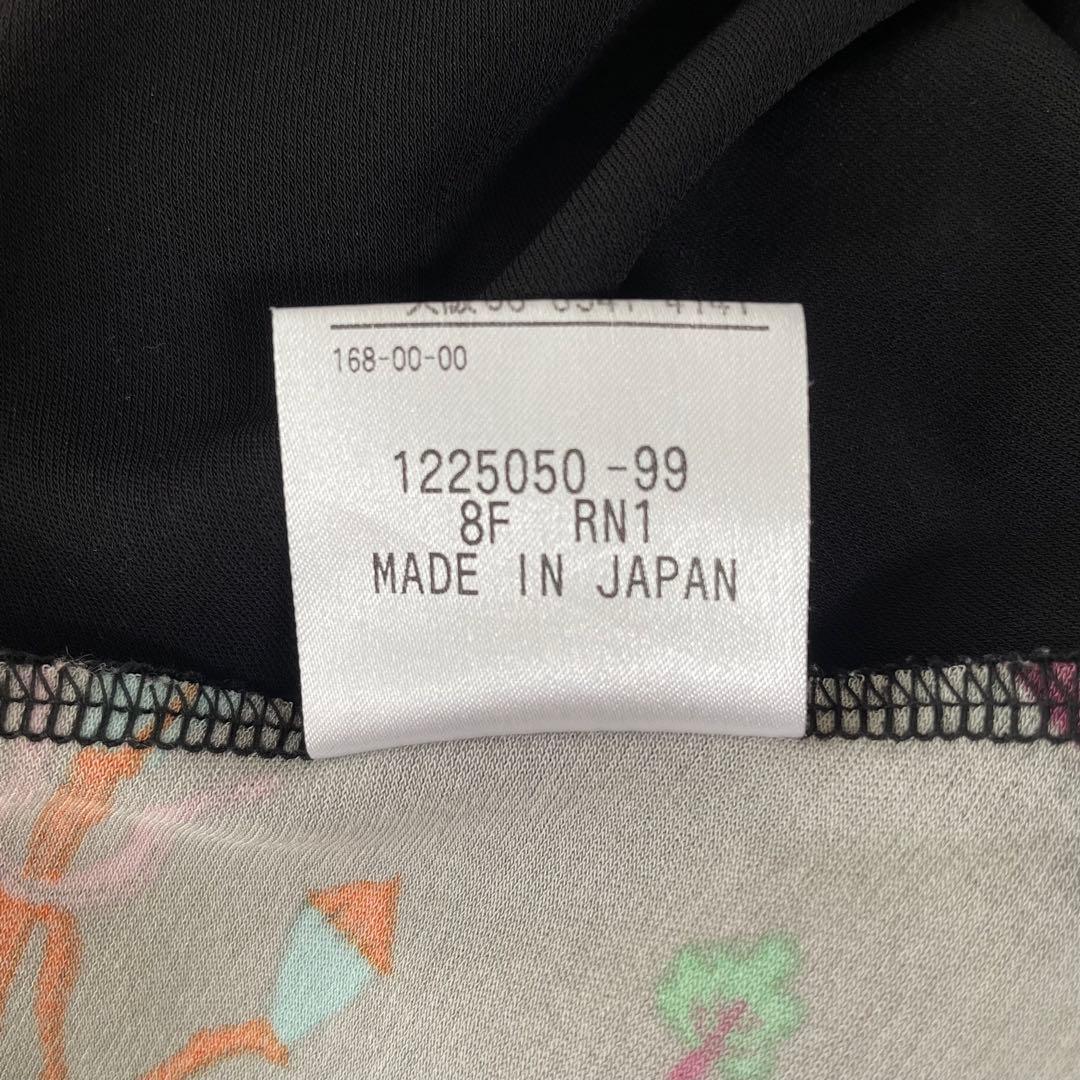 168-00-00
1225050-99
8F RN1
MADE IN JAPAN